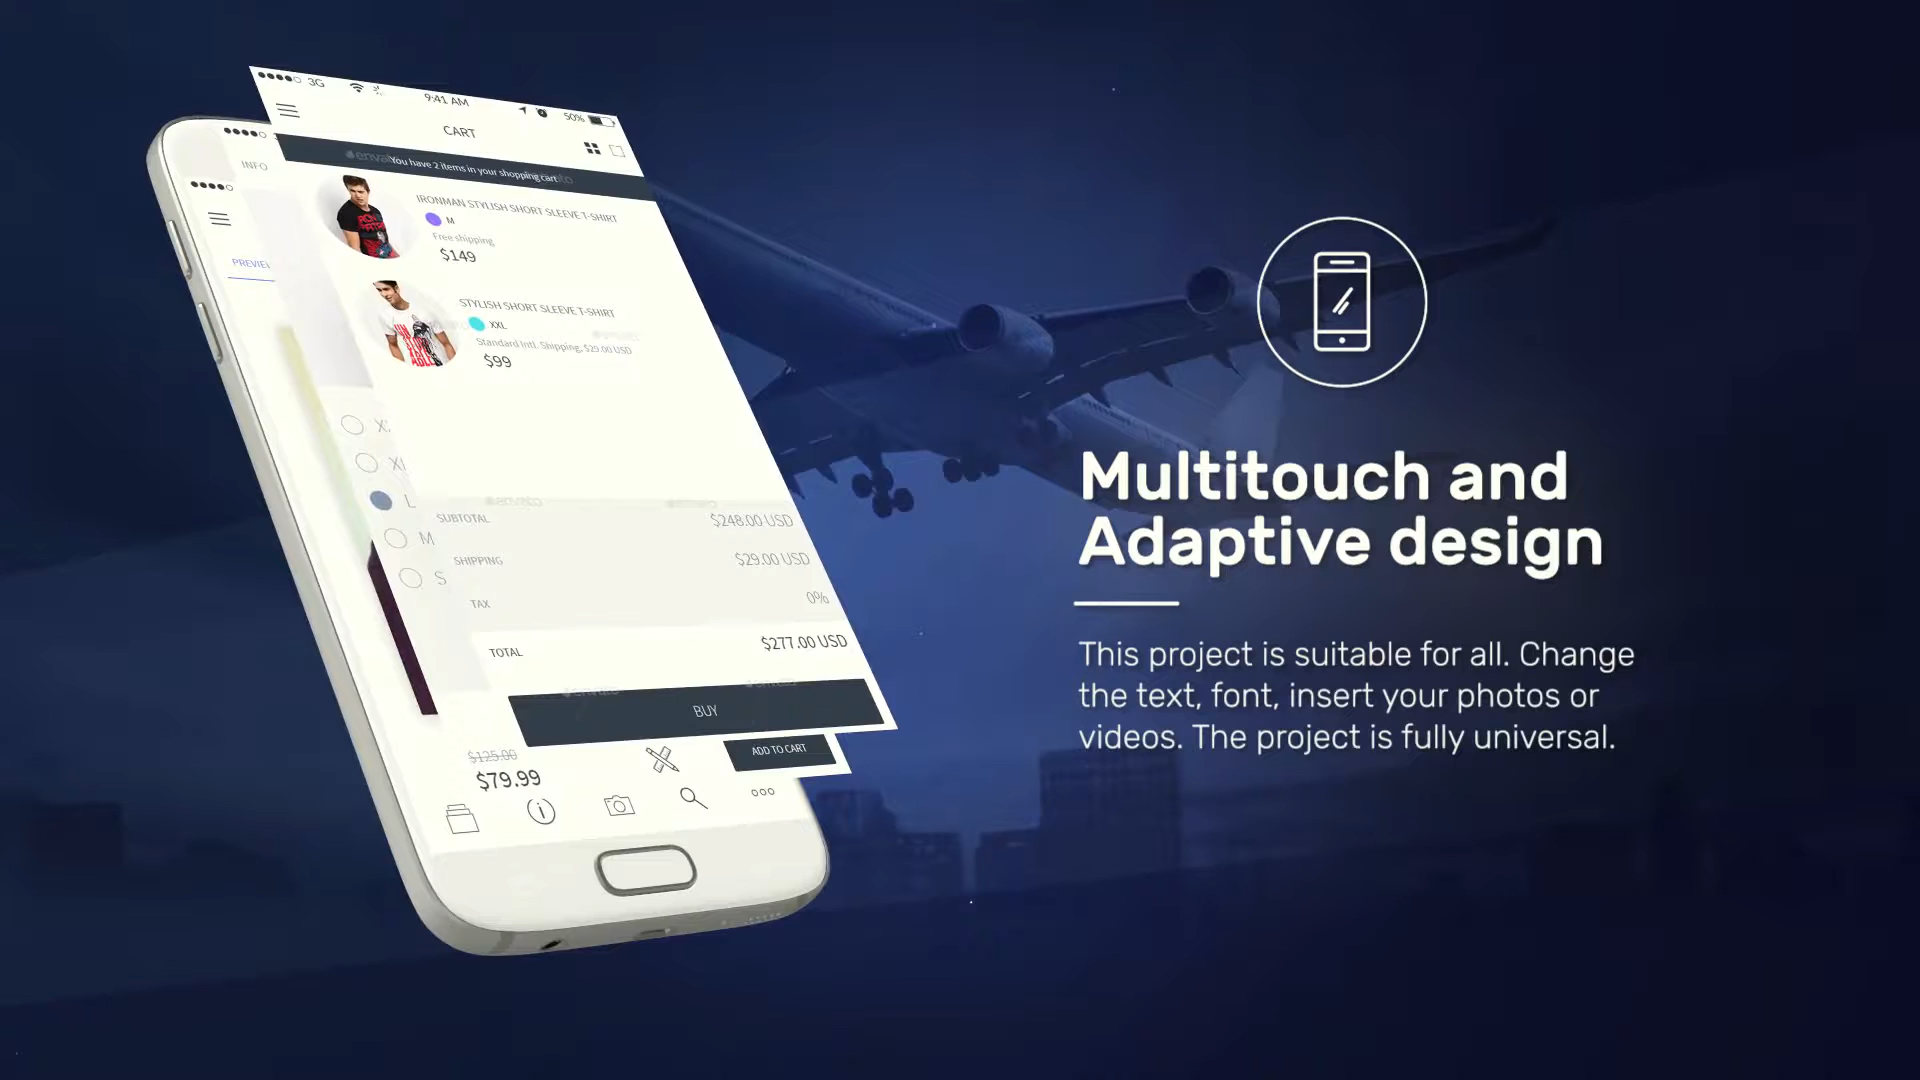 3G
9:41 AM
50%
CART
You have 2 items in your shopping cart
INFO
PREVIE
IRONMAN STYLISH SHORT SLEEVE T-SHIRT
M
Free shipping
$149
STYLISH SHORT SLEEVE T-SHIRT
XXL
Standard Intl. Shipping, $29.00 USD
$99
L
M
S
SUBTOTAL $248.00 USD
SHIPPING $29.00 USD
TAX 0%
TOTAL $277.00 USD
BUY
$125.00
$79.99
ADD TO CART
envato
Multitouch and
Adaptive design
This project is suitable for all. Change
the text, font, insert your photos or
videos. The project is fully universal.